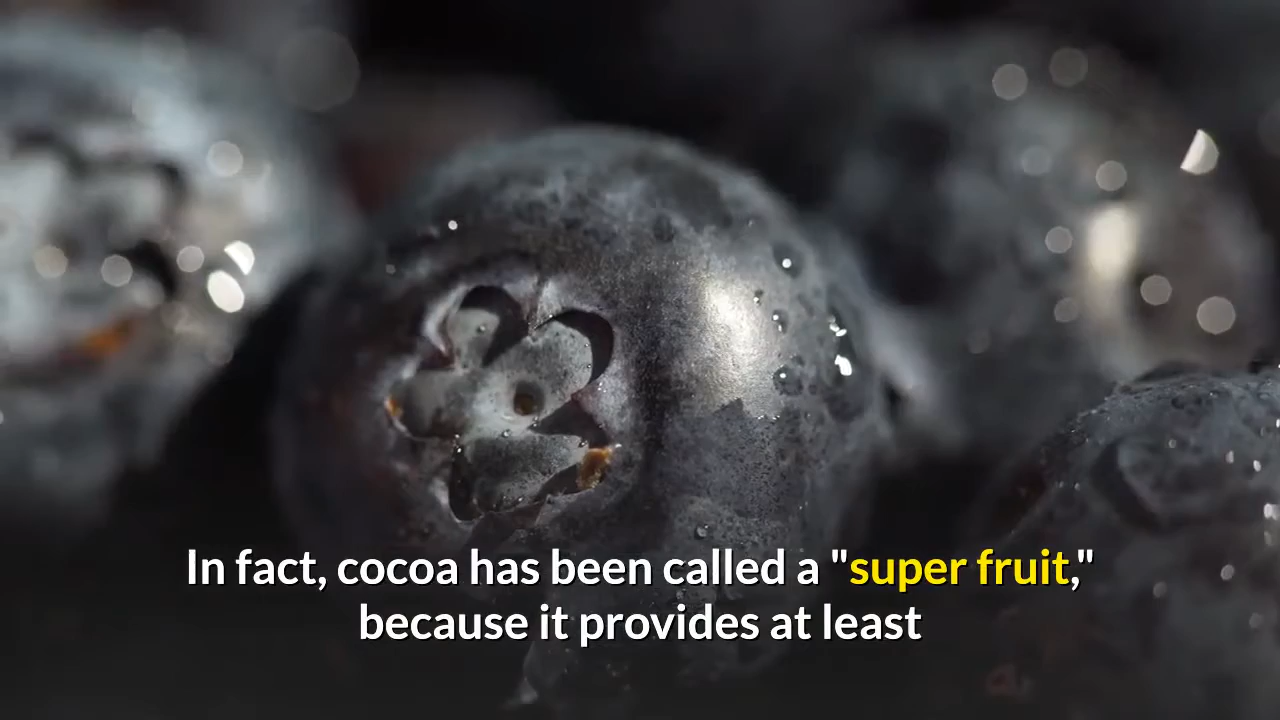 In fact, cocoa has been called a "super fruit,"
because it provides at least